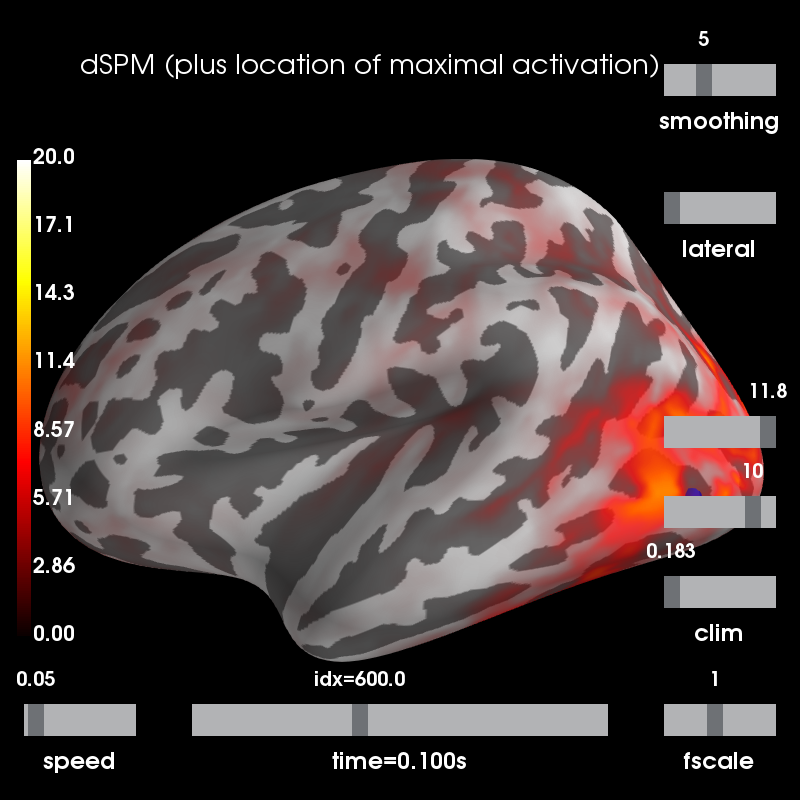 5
dSPM (plus location of maximal activation)
smoothing
20.0
17.1
14.3
11.4
8.57
5.71
2.86
0.00
lateral
11.8
10
0.183
clim
0.05
speed
idx=600.0
time=0.100s
1
fscale